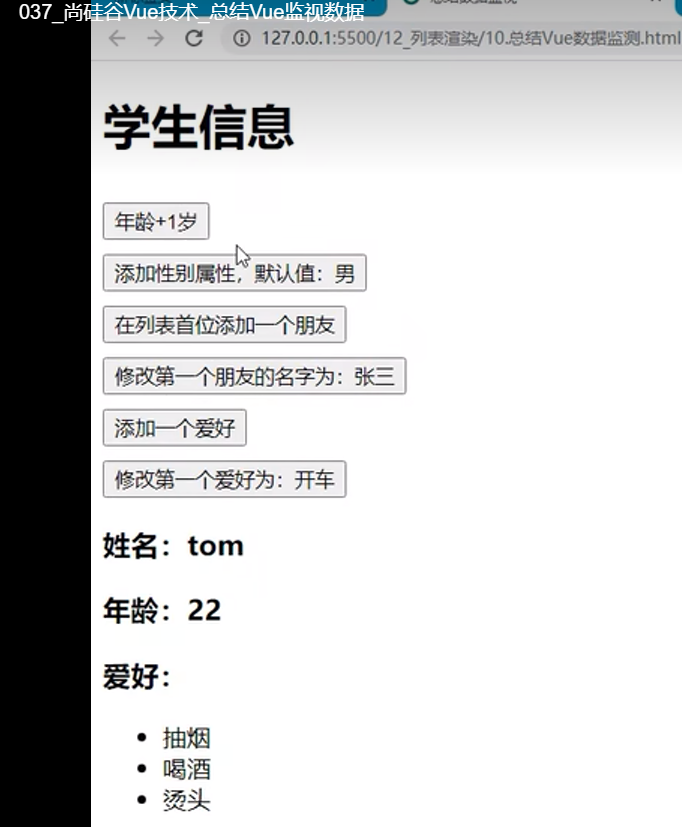 037_尚硅谷Vue技术_总结Vue监视数据
127.0.0.1:5500/12_列表渲染/10.总结Vue数据监测.html
学生信息
年龄+1岁
添加性别属性，默认值：男
在列表首位添加一个朋友
修改第一个朋友的名字为：张三
添加一个爱好
修改第一个爱好为：开车
姓名：tom
年龄：22
爱好：
抽烟
喝酒
烫头